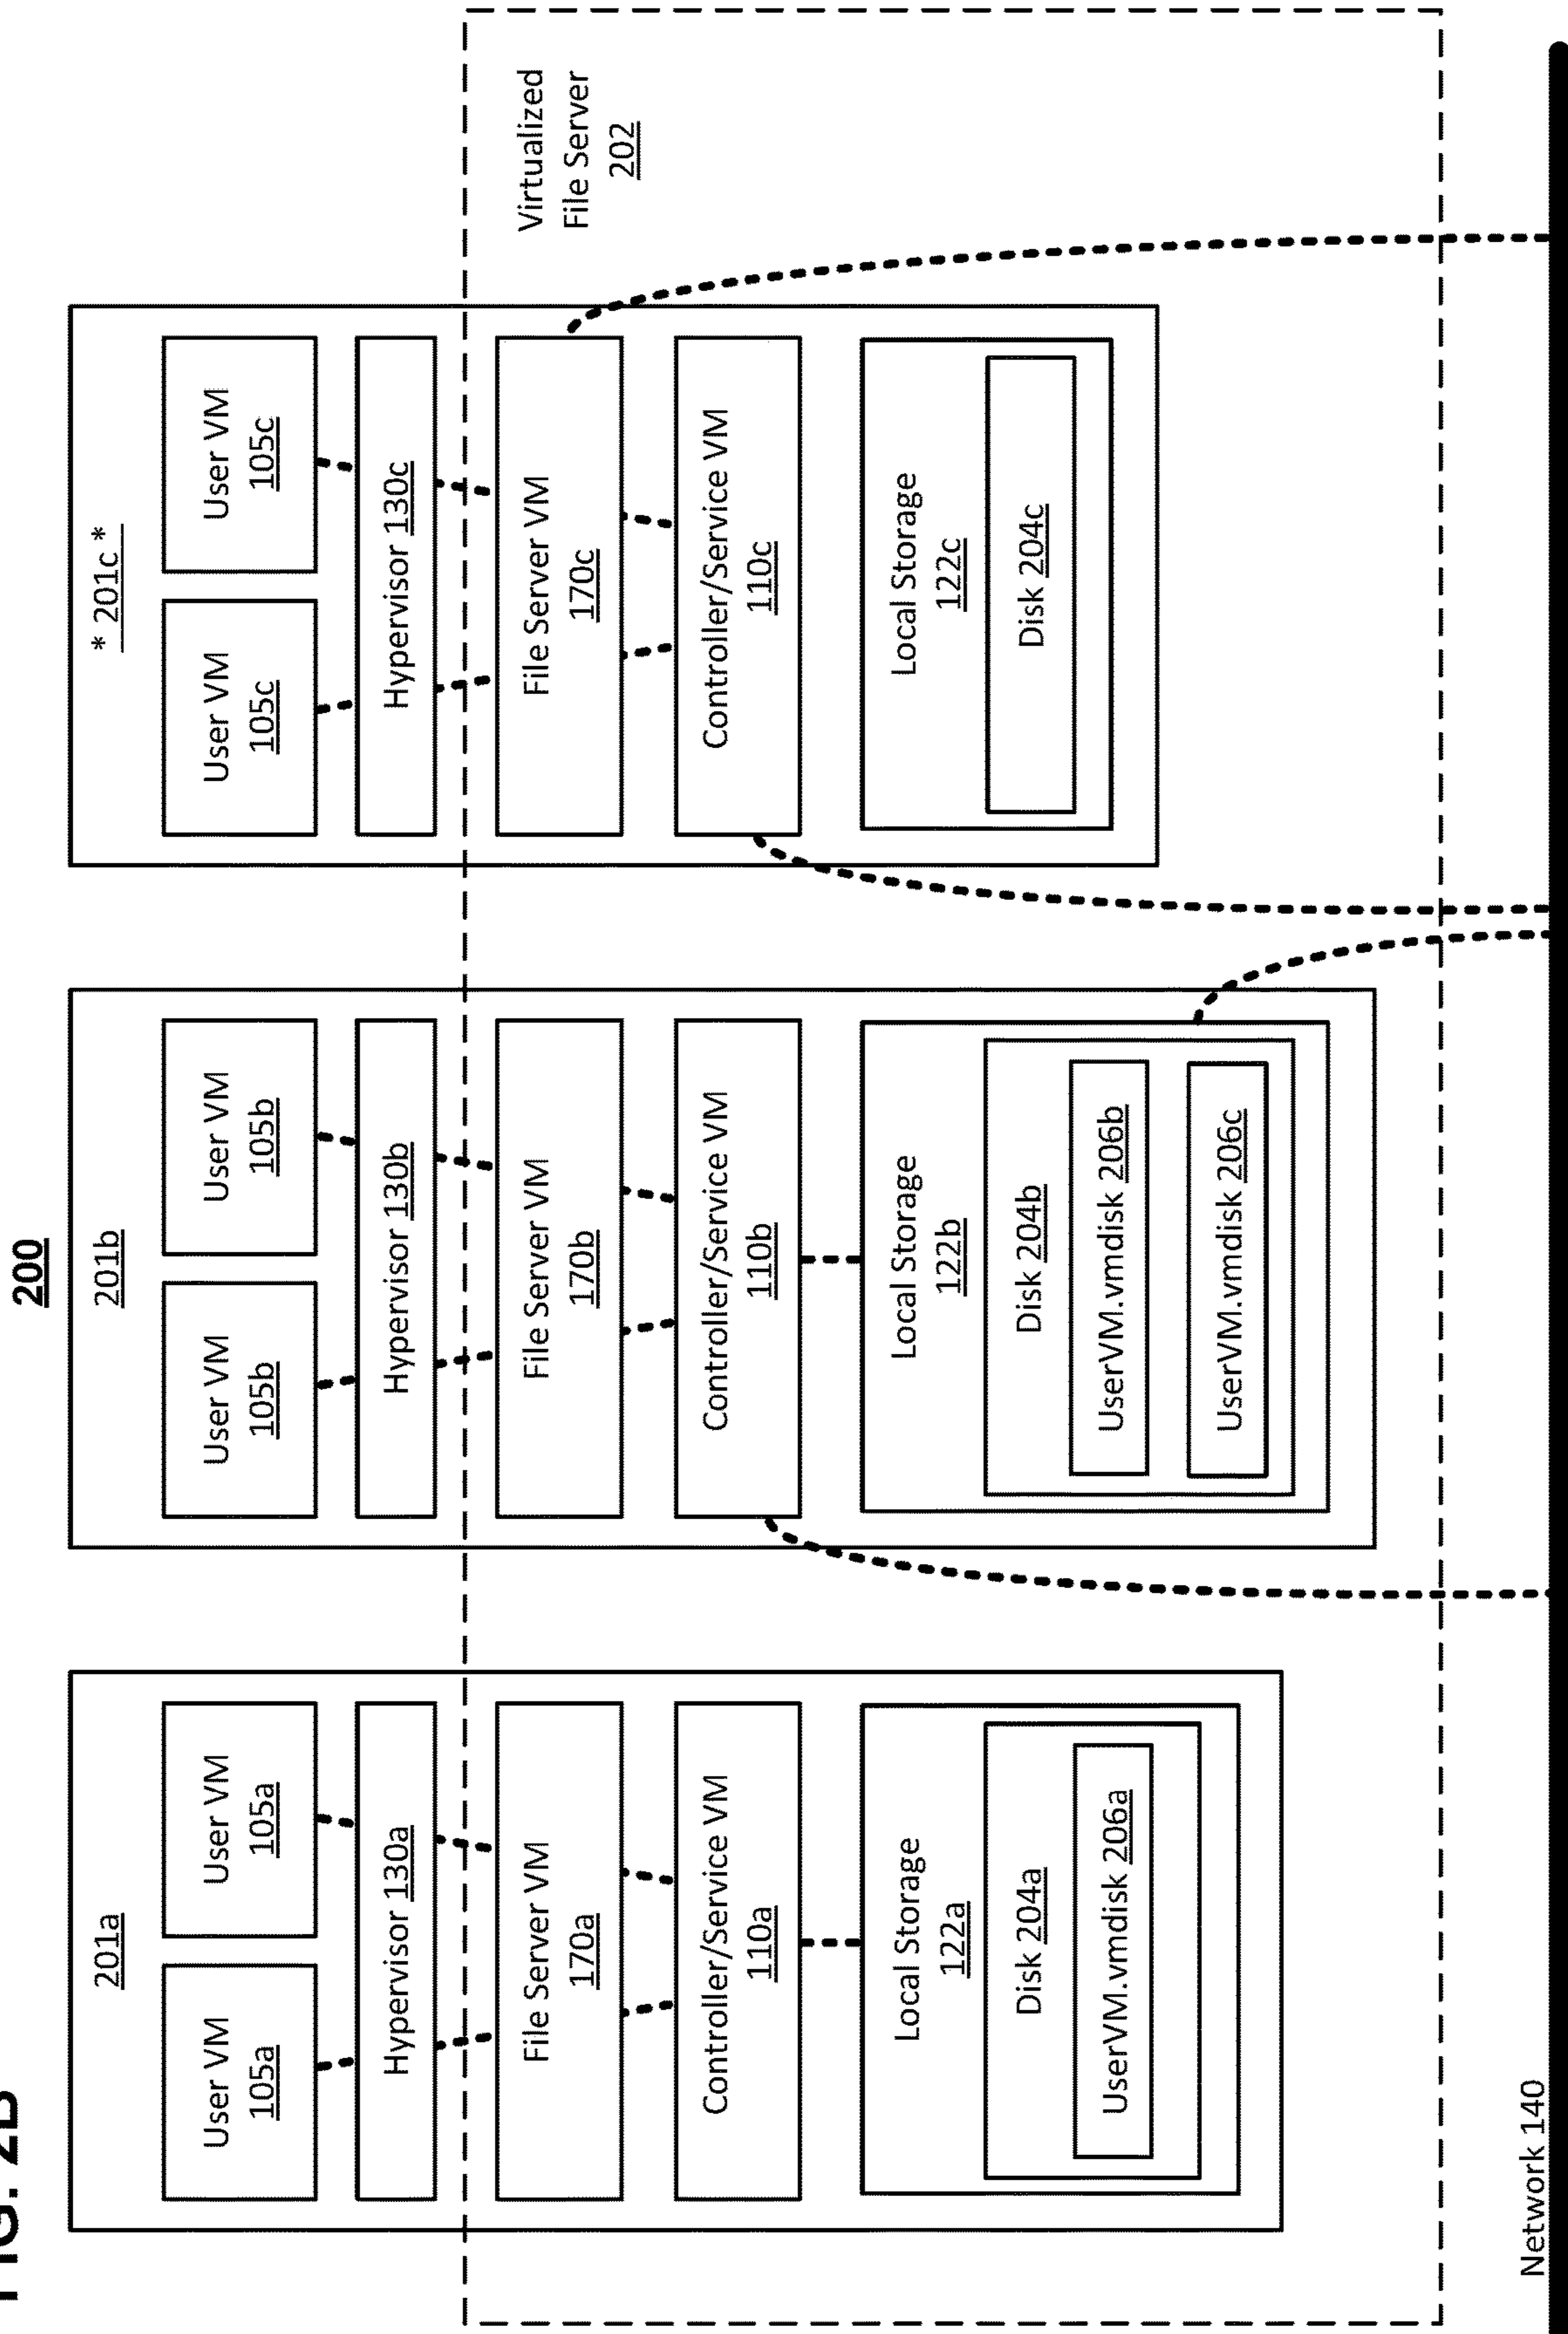 FIG. 2B
200
201a
User VM
105a
User VM
105a
Hypervisor 130a
File Server VM
170a
Controller/Service VM
110a
Local Storage
122a
Disk 204a
UserVM.vmdisk 206a
201b
User VM
105b
User VM
105b
Hypervisor 130b
File Server VM
170b
Controller/Service VM
110b
Local Storage
122b
Disk 204b
UserVM.vmdisk 206b
UserVM.vmdisk 206c
* 201c *
User VM
105c
User VM
105c
Hypervisor 130c
File Server VM
170c
Controller/Service VM
110c
Local Storage
122c
Disk 204c
Virtualized
File Server
202
Network 140